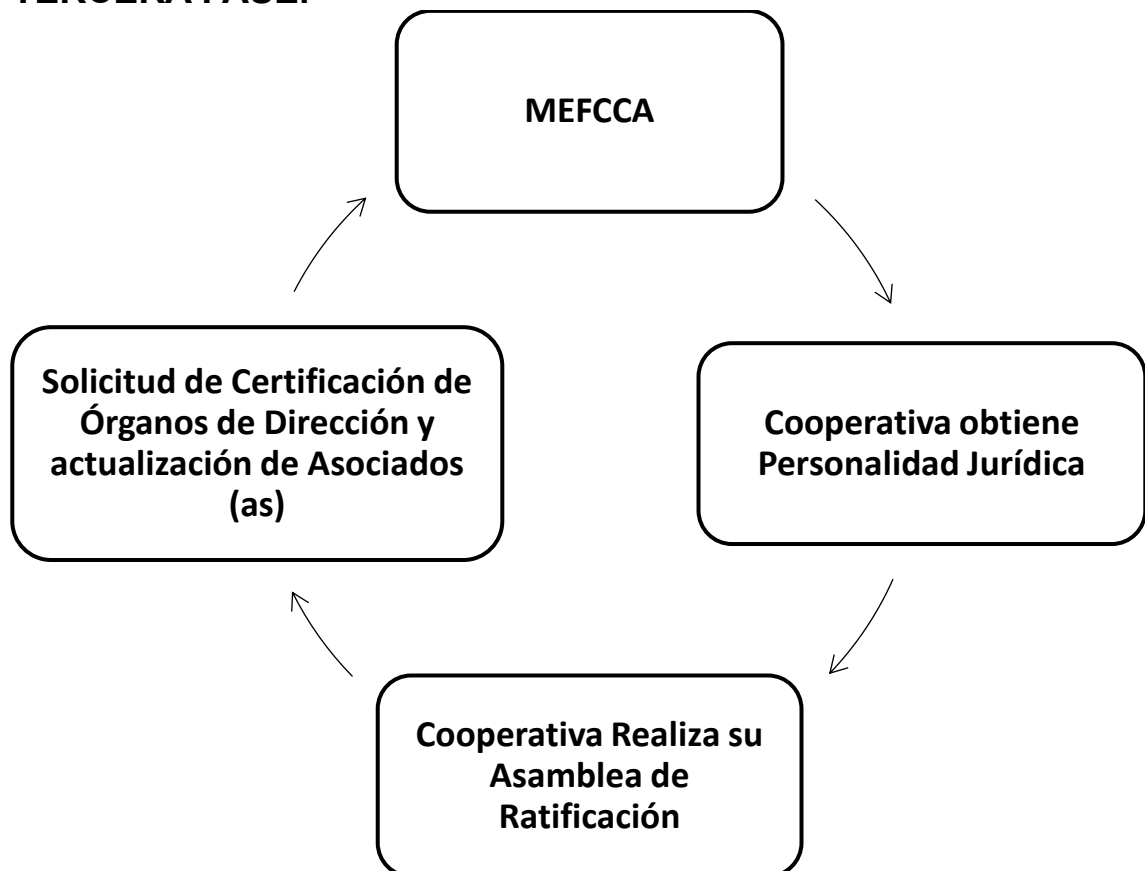 TERCERA FASE:
MEFCCA
Solicitud de Certificación de
Órganos de Dirección y
actualización de Asociados
(as)
Cooperativa obtiene
Personalidad Jurídica
Cooperativa Realiza su
Asamblea de
Ratificación